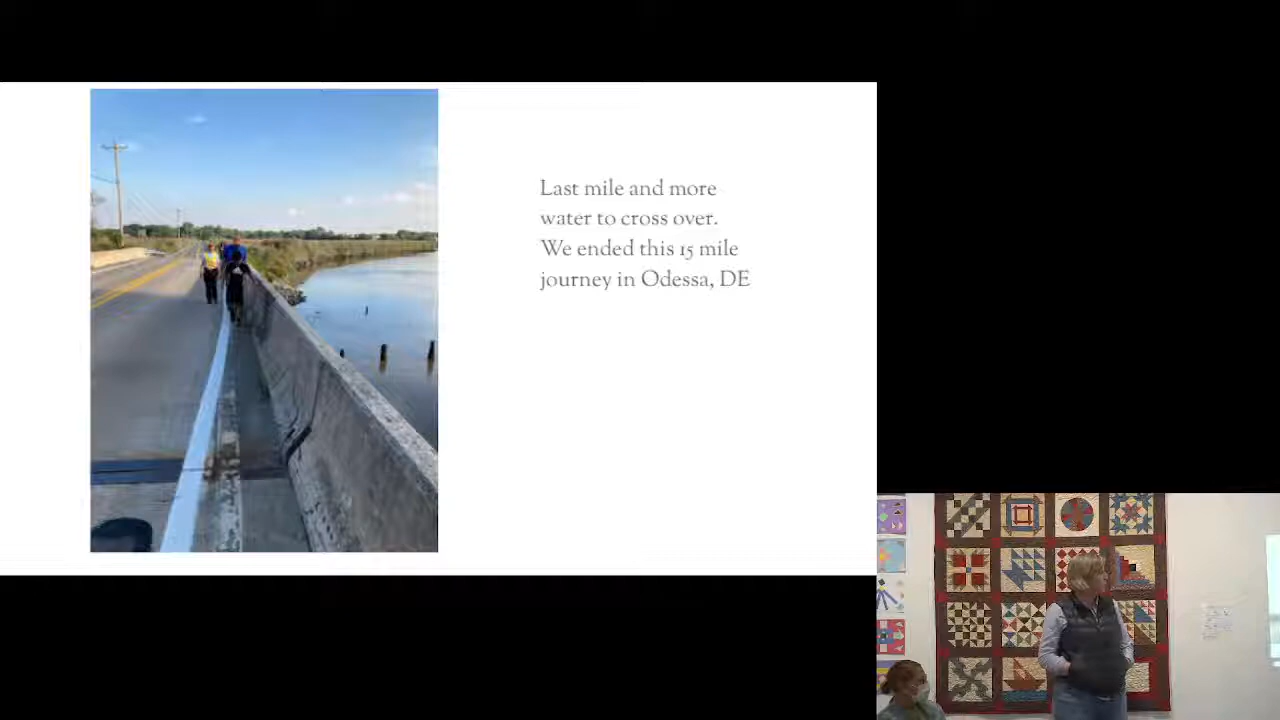 Last mile and more
water to cross over.
We ended this 15 mile
journey in Odessa, DE